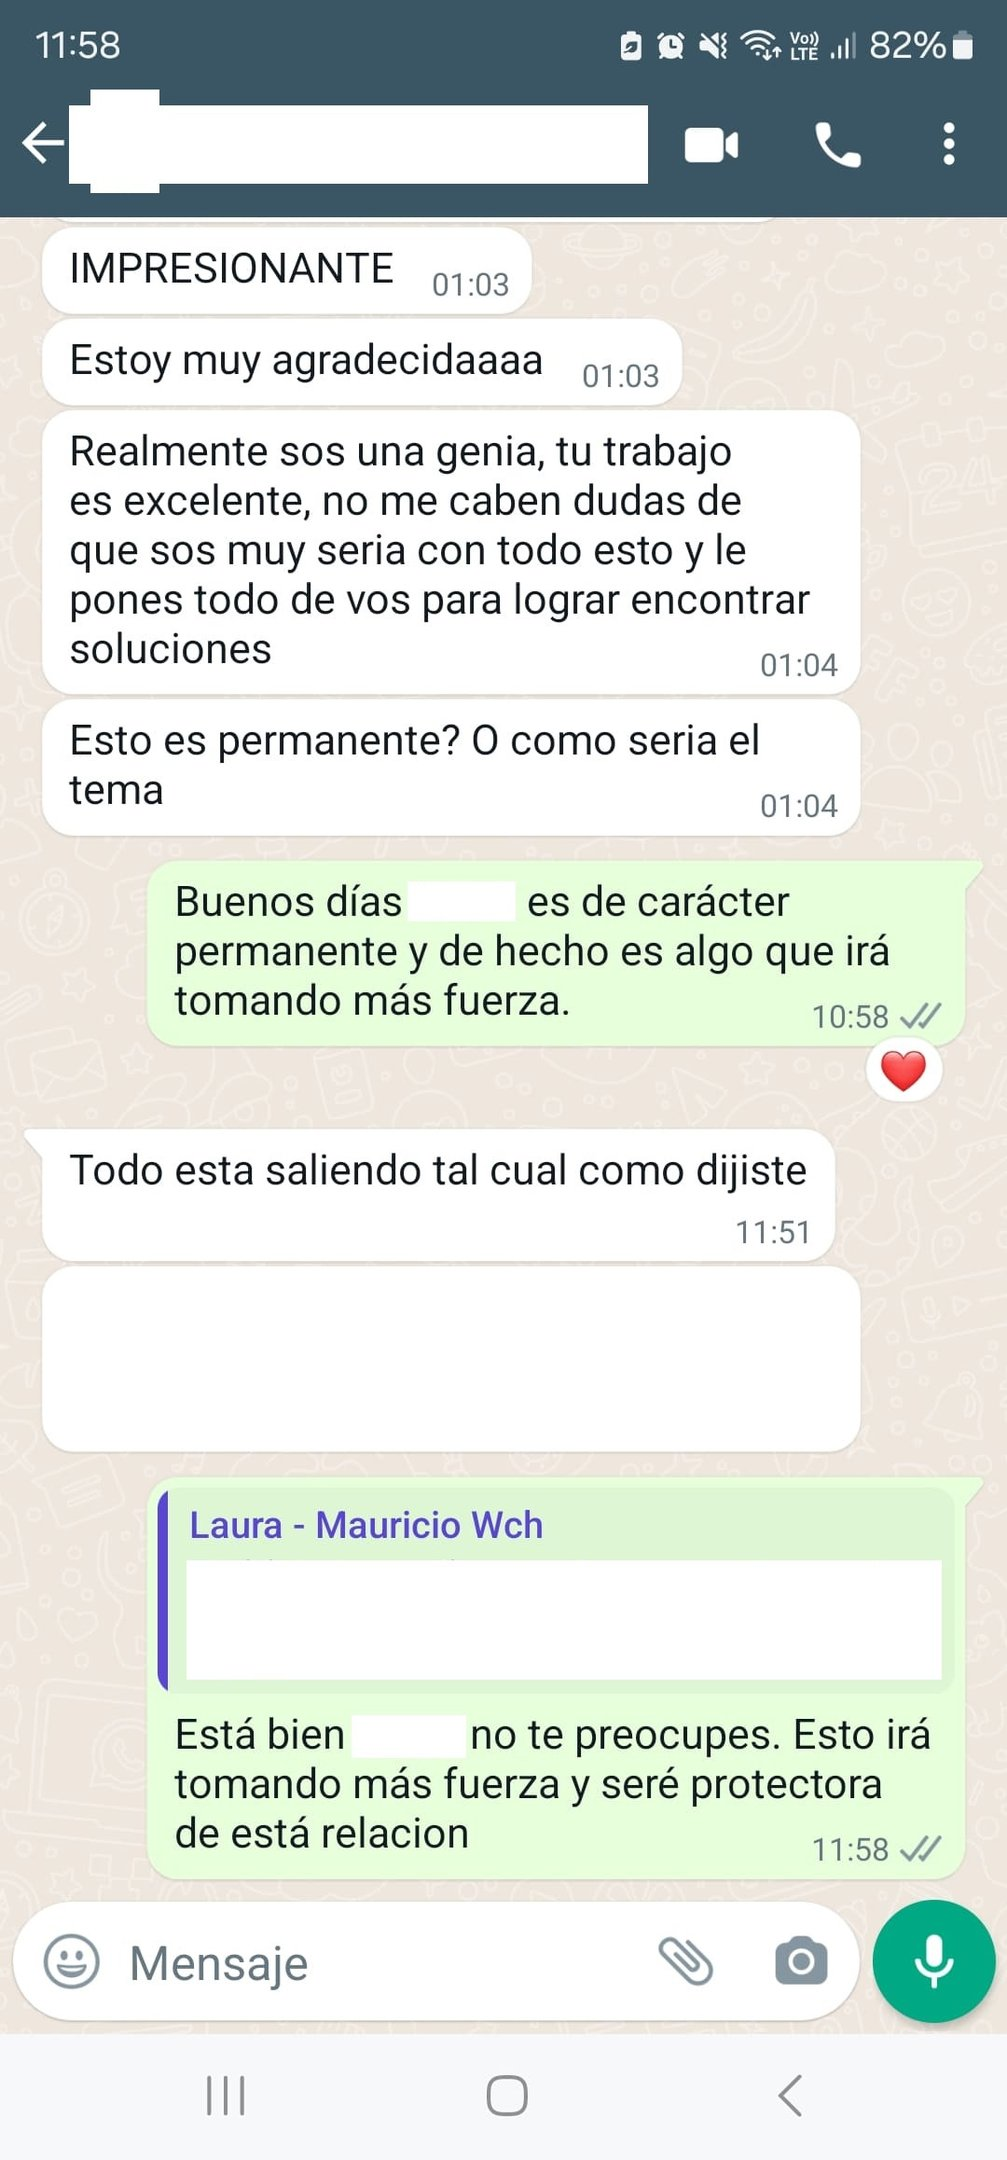 11:58
Vo))
LTE
82%
IMPRESIONANTE
01:03
Estoy muy agradecidaaaa
01:03
Realmente sos una genia, tu trabajo
es excelente, no me caben dudas de
que sos muy seria con todo esto y le
pones todo de vos para lograr encontrar
soluciones
01:04
Esto es permanente? O como seria el
tema
01:04
Buenos días es de carácter
permanente y de hecho es algo que irá
tomando más fuerza.
10:58
Todo esta saliendo tal cual como dijiste
11:51
Laura - Mauricio Wch
Está bien no te preocupes. Esto irá
tomando más fuerza y seré protectora
de está relacion
11:58
Mensaje